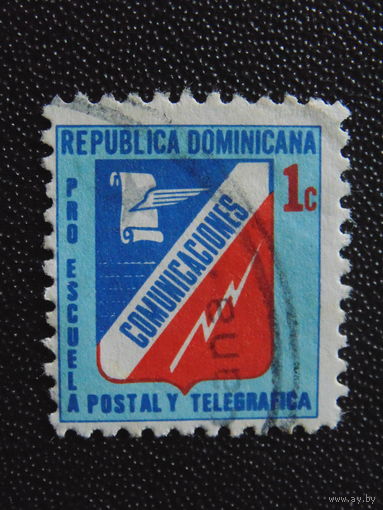 REPUBLICA DOMINICANA
1c
PRO ESCUELA
POSTAL Y TELEGRAFICA
COMUNICACIONES
www.ay.by